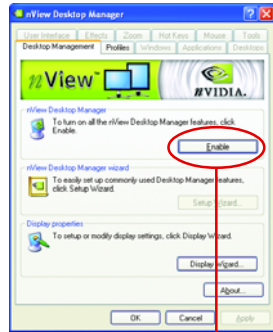 nView Desktop Manager
User Interface Effects Zoom Hot Keys Mouse Tools
Desktop Management Profiles Windows Applications Desktops
nView™
nVIDIA.
nView Desktop Manager
To turn on all the nView Desktop Manager features, click
Enable.
Enable
nView Desktop Manager wizard
To easily set up commonly used Desktop Manager features,
click Setup Wizard.
Setup Wizard...
Display properties
To setup or modify display settings, click Display Wizard.
Display Wizard...
About...
OK Cancel Apply